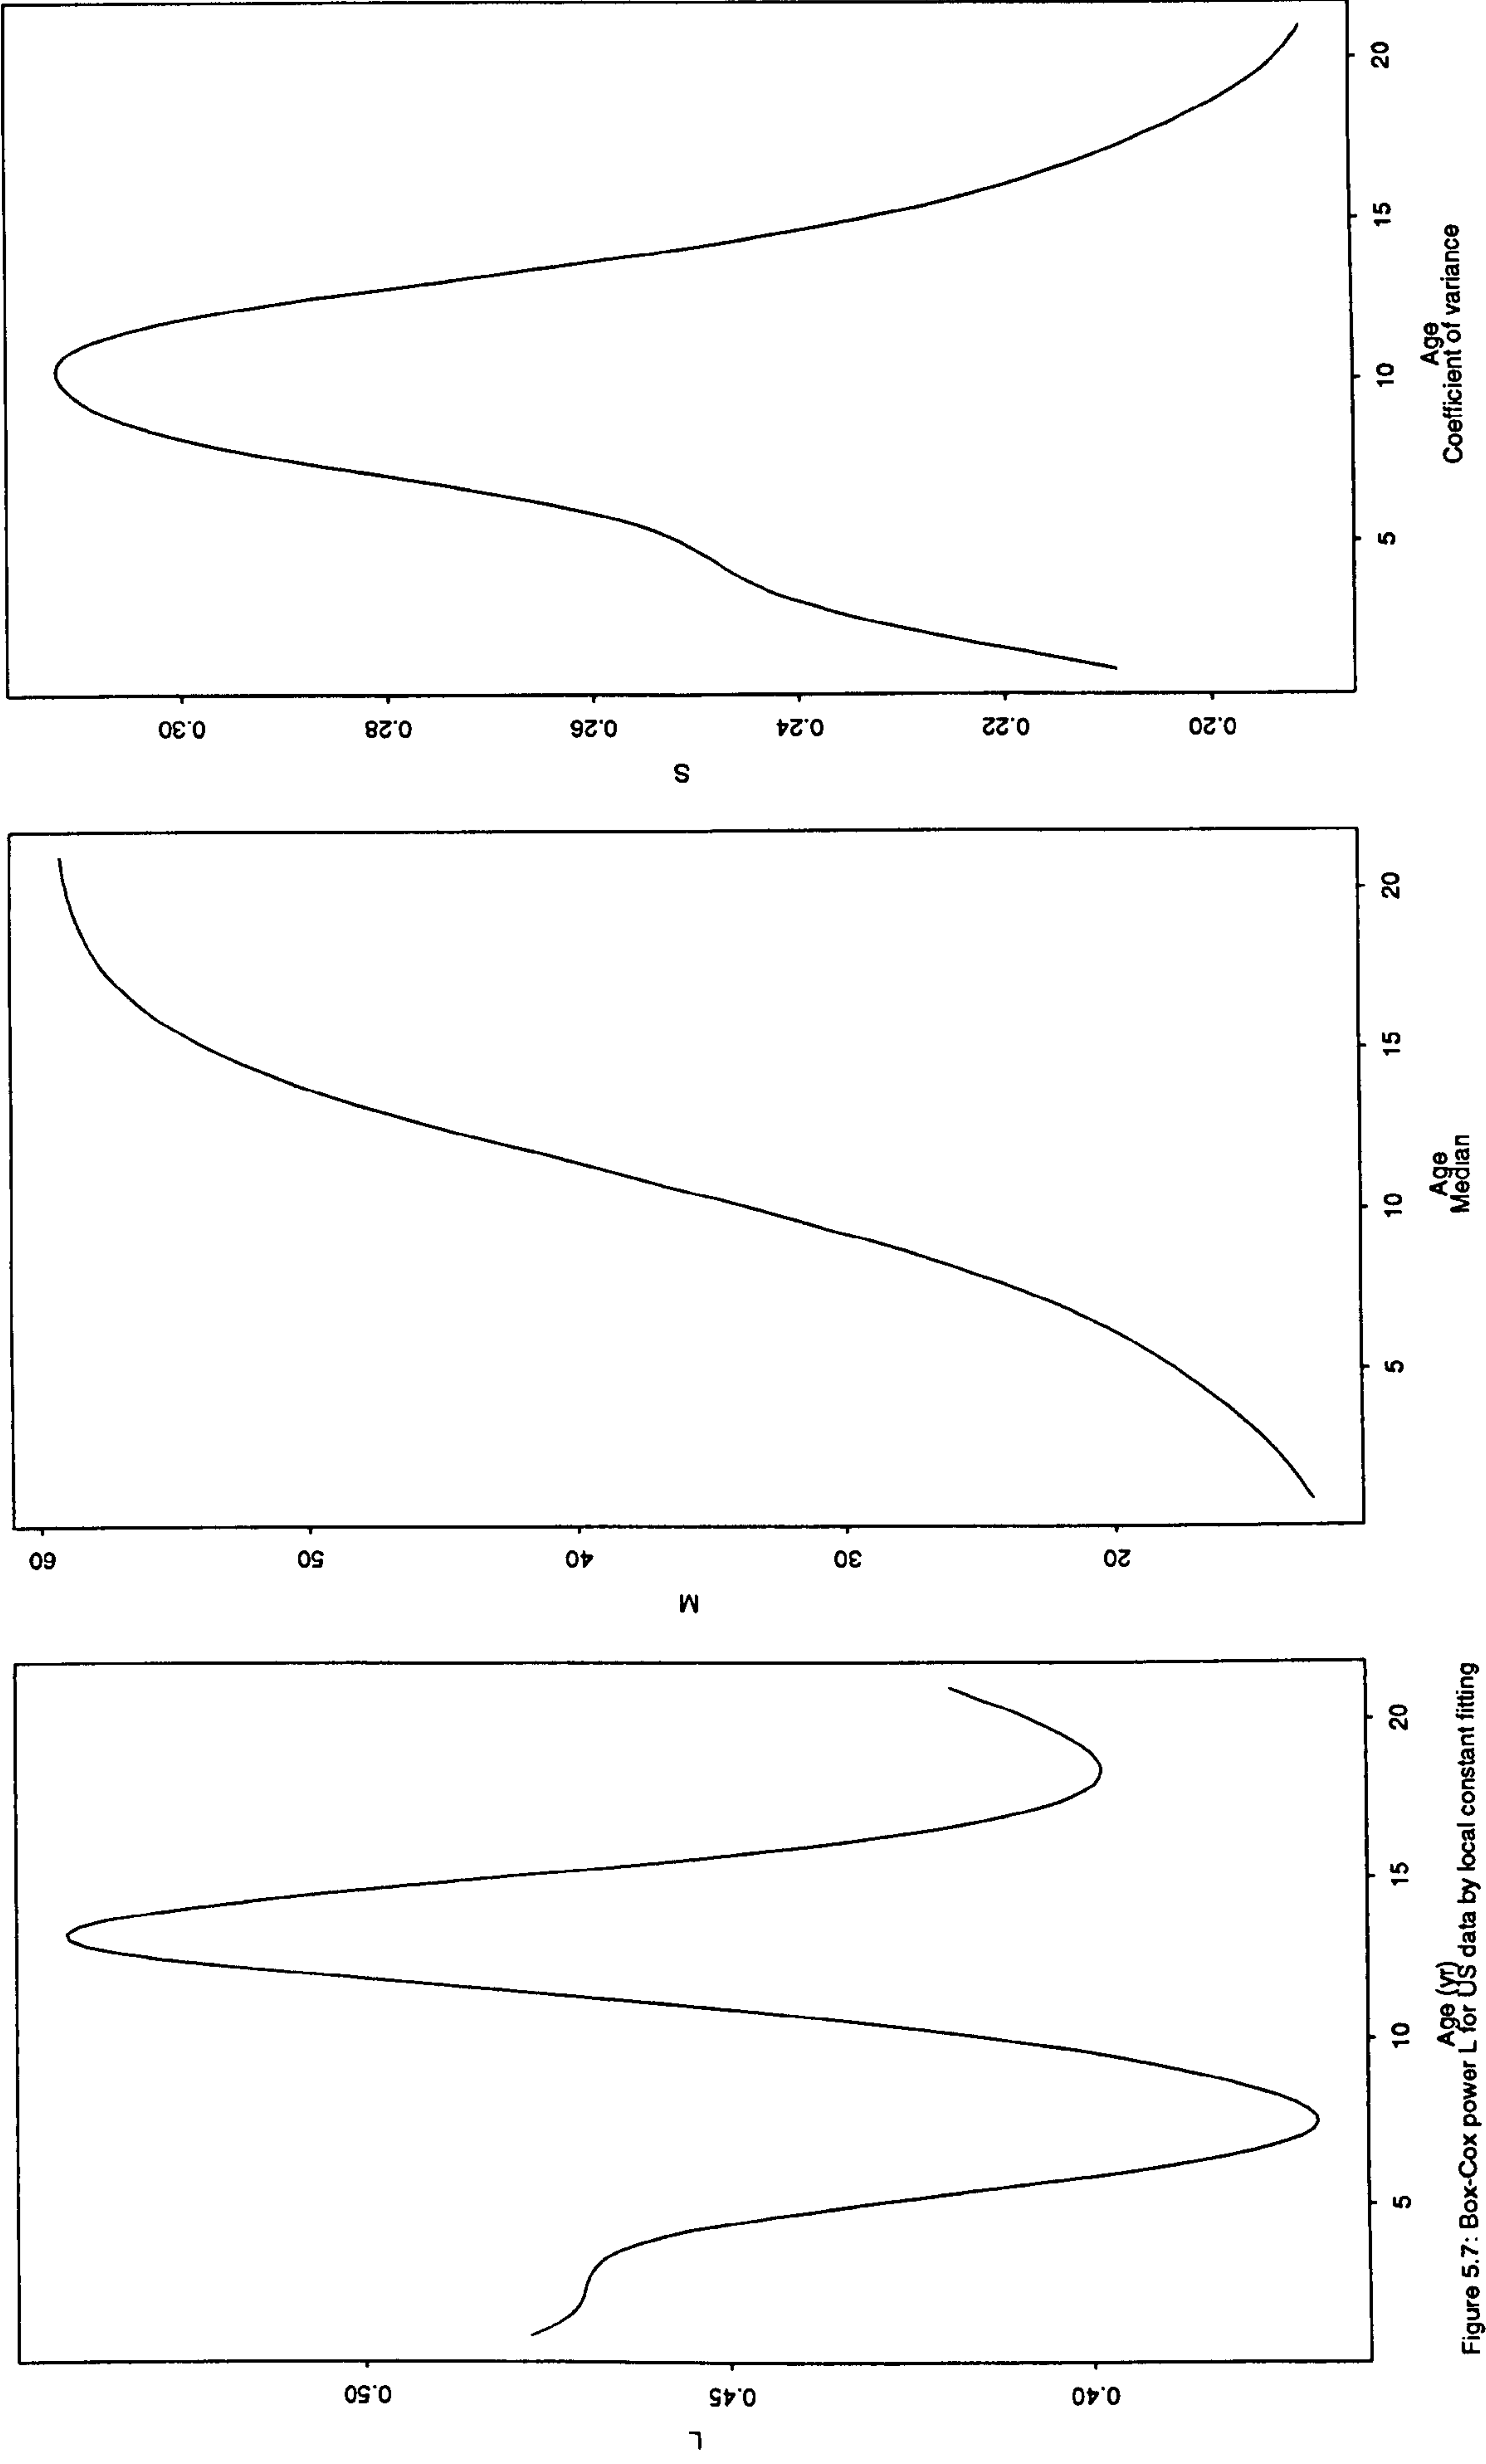 L
0.40
0.45
0.50
5
10
15
20
Age (yr)
Figure 5.7: Box-Cox power L for US data by local constant fitting
M
20
30
40
50
60
5
10
15
20
Age
Median
S
0.20
0.22
0.24
0.26
0.28
0.30
5
10
15
20
Age
Coefficient of variance